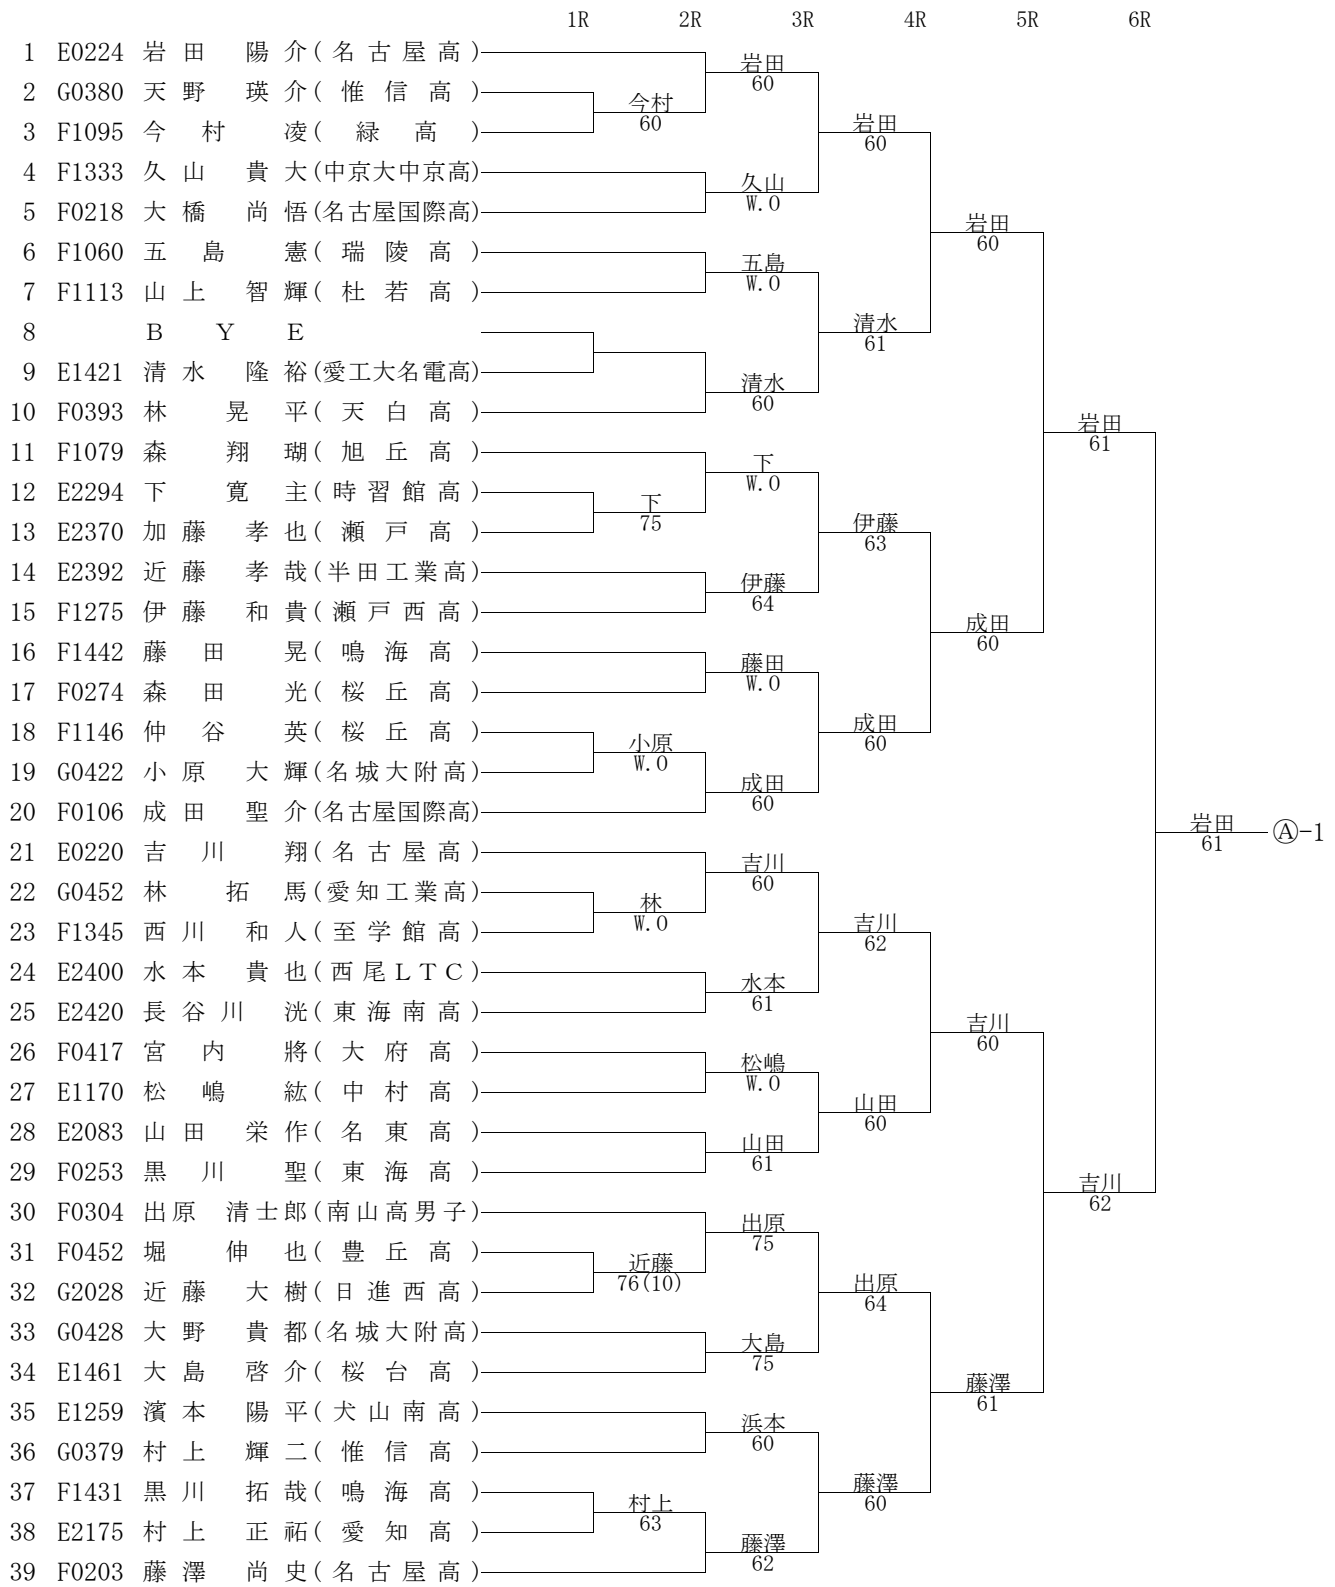 1R 2R 3R 4R 5R 6R
1 E0224 岩田 陽介(名古屋高)
岩田
60
2 G0380 天野 瑛介(惟信高)
今村
60
3 F1095 今村 凌(緑高)
岩田
60
4 F1333 久山 貴大(中京大中京高)
久山
W.O
5 F0218 大橋 尚悟(名古屋国際高)
岩田
60
6 F1060 五島 憲(瑞陵高)
五島
W.O
7 F1113 山上 智輝(杜若高)
8 BYE
清水
61
9 E1421 清水 隆裕(愛工大名電高)
清水
60
10 F0393 林 晃平(天白高)
岩田
61
11 F1079 森 翔瑚(旭丘高)
下
W.O
12 E2294 下 寛主(時習館高)
下
75
13 E2370 加藤 孝也(瀬戸高)
伊藤
63
14 E2392 近藤 孝哉(半田工業高)
伊藤
64
15 F1275 伊藤 和貴(瀬戸西高)
成田
60
16 F1442 藤田 晃(鳴海高)
藤田
W.O
17 F0274 森田 光(桜丘高)
18 F1146 仲谷 英(桜丘高)
小原
W.O
成田
60
19 G0422 小原 大輝(名城大附高)
成田
60
20 F0106 成田 聖介(名古屋国際高)
岩田
61
Ⓐ-1
21 E0220 吉川 翔(名古屋高)
吉川
60
22 G0452 林 拓馬(愛知工業高)
林
W.O
23 F1345 西川 和人(至学館高)
吉川
62
24 E2400 水本 貴也(西尾LTC)
水本
61
25 E2420 長谷川 洸(東海南高)
吉川
60
26 F0417 宮内 將(大府高)
松嶋
W.O
27 E1170 松嶋 紘(中村高)
山田
60
28 E2083 山田 栄作(名東高)
山田
61
29 F0253 黒川 聖(東海高)
吉川
62
30 F0304 出原 清士郎(南山高男子)
出原
75
31 F0452 堀 伸也(豊丘高)
近藤
76(10)
32 G2028 近藤 大樹(日進西高)
出原
64
33 G0428 大野 貴都(名城大附高)
大島
75
34 E1461 大島 啓介(桜台高)
藤澤
61
35 E1259 濱本 陽平(犬山南高)
浜本
60
36 G0379 村上 輝二(惟信高)
37 F1431 黒川 拓哉(鳴海高)
村上
63
藤澤
60
38 E2175 村上 正祏(愛知高)
藤澤
62
39 F0203 藤澤 尚史(名古屋高)